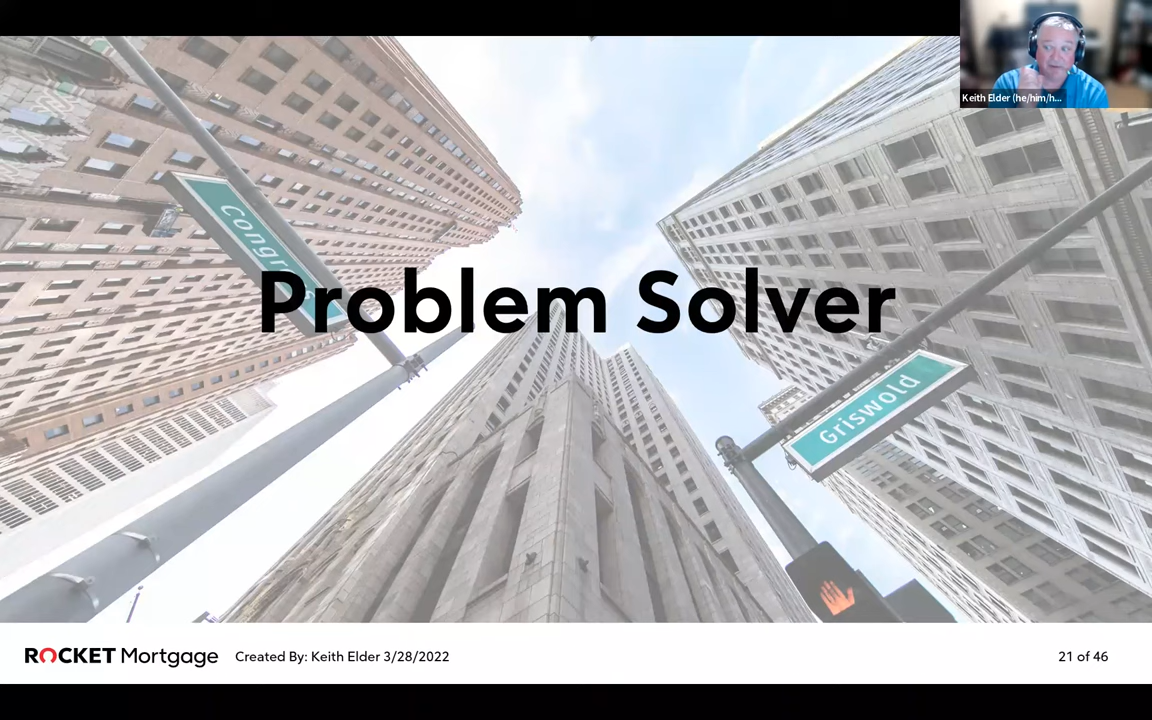 Keith Elder (he/him/h...
Congr
Problem Solver
Griswold
ROCKET Mortgage
Created By: Keith Elder 3/28/2022
21 of 46